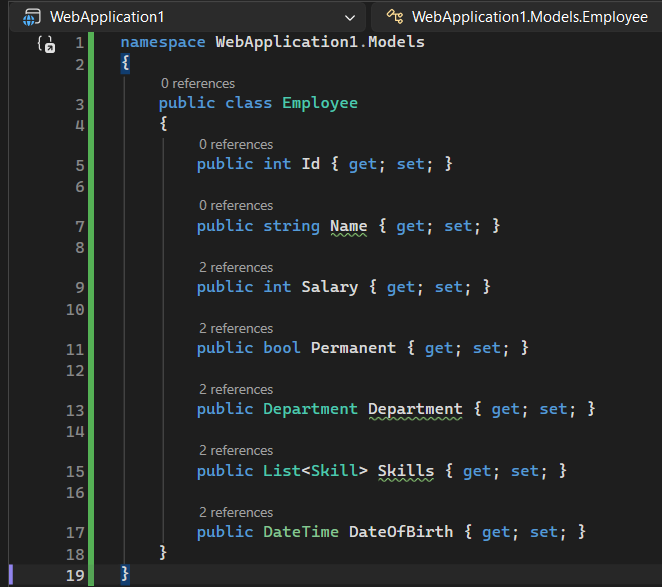 WebApplication1 WebApplication1.Models.Employee
1 namespace WebApplication1.Models
2 {
0 references
3 public class Employee
4 {
0 references
5 public int Id { get; set; }
6
0 references
7 public string Name { get; set; }
8
2 references
9 public int Salary { get; set; }
10
2 references
11 public bool Permanent { get; set; }
12
2 references
13 public Department Department { get; set; }
14
2 references
15 public List<Skill> Skills { get; set; }
16
2 references
17 public DateTime DateOfBirth { get; set; }
18 }
19 }